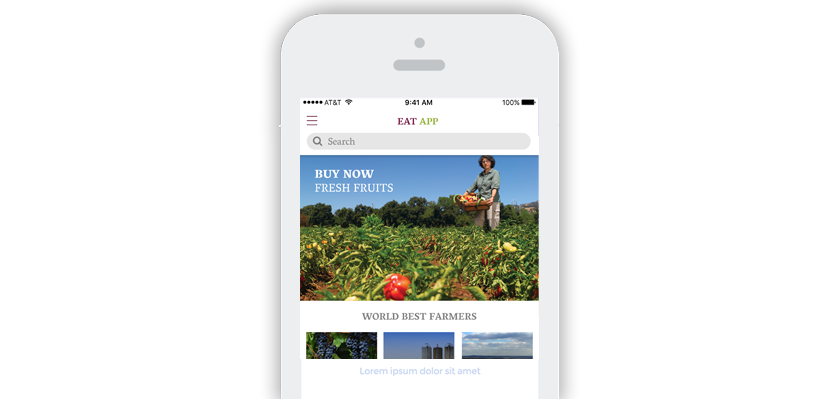 AT&T 9:41 AM 100%
EAT APP
Search
BUY NOW
FRESH FRUITS
WORLD BEST FARMERS
Lorem ipsum dolor sit amet